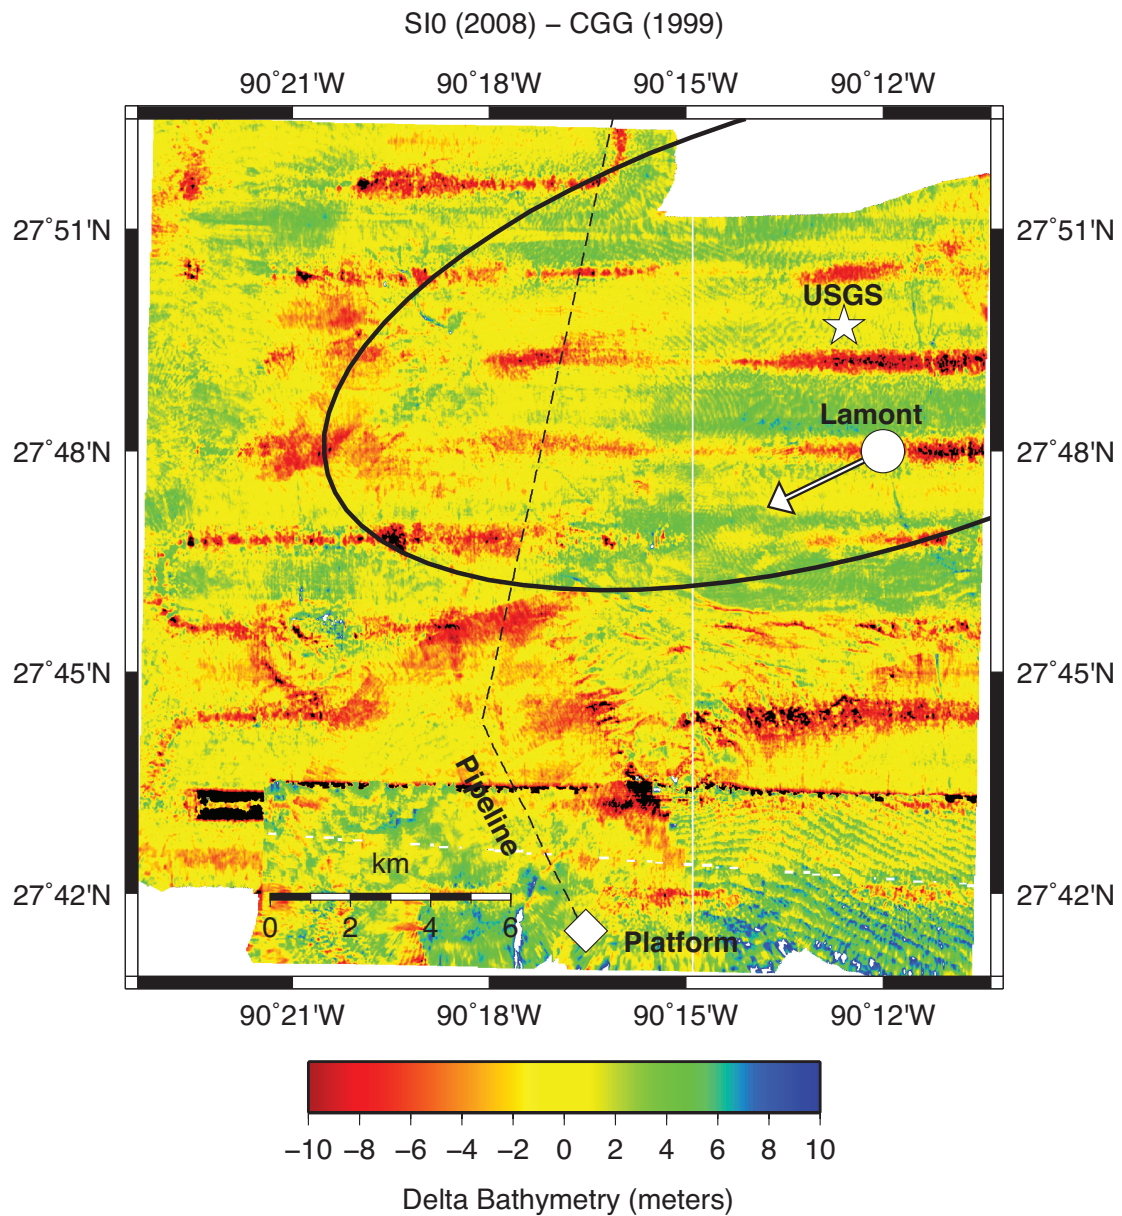 SI0 (2008) – CGG (1999)
90˚21'W 90˚18'W 90˚15'W 90˚12'W
27˚51'N 27˚51'N
USGS
Lamont
27˚48'N 27˚48'N
27˚45'N 27˚45'N
Pipeline
km
27˚42'N 27˚42'N
0 2 4 6
Platform
90˚21'W 90˚18'W 90˚15'W 90˚12'W
−10 −8 −6 −4 −2 0 2 4 6 8 10
Delta Bathymetry (meters)